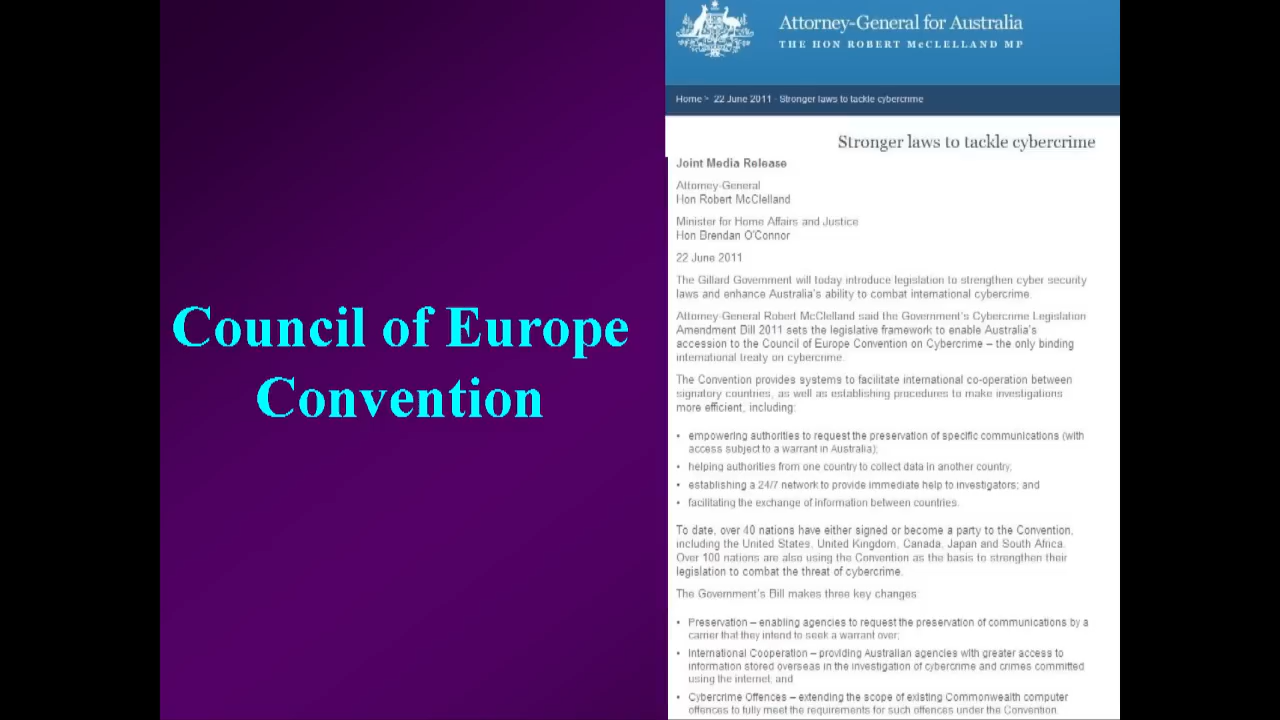 Council of Europe
Convention
Attorney-General for Australia
THE HON ROBERT McCLELLAND MP
Home > 22 June 2011 - Stronger laws to tackle cybercrime
Stronger laws to tackle cybercrime
Joint Media Release
Attorney-General
Hon Robert McClelland
Minister for Home Affairs and Justice
Hon Brendan O'Connor
22 June 2011
The Gillard Government will today introduce legislation to strengthen cyber security
laws and enhance Australia's ability to combat international cybercrime.
Attorney-General Robert McClelland said the Government's Cybercrime Legislation
Amendment Bill 2011 sets the legislative framework to enable Australia's
accession to the Council of Europe Convention on Cybercrime – the only binding
international treaty on cybercrime.
The Convention provides systems to facilitate international co-operation between
signatory countries, as well as establishing procedures to make investigations
more efficient, including:
• empowering authorities to request the preservation of specific communications (with
access subject to a warrant in Australia);
• helping authorities from one country to collect data in another country;
• establishing a 24/7 network to provide immediate help to investigators; and
• facilitating the exchange of information between countries.
To date, over 40 nations have either signed or become a party to the Convention,
including the United States, United Kingdom, Canada, Japan and South Africa.
Over 100 nations are also using the Convention as the basis to strengthen their
legislation to combat the threat of cybercrime.
The Government's Bill makes three key changes
• Preservation – enabling agencies to request the preservation of communications by a
carrier that they intend to seek a warrant over;
• International Cooperation – providing Australian agencies with greater access to
information stored overseas in the investigation of cybercrime and crimes committed
using the internet; and
• Cybercrime Offences – extending the scope of existing Commonwealth computer
offences to fully meet the requirements for such offences under the Convention.